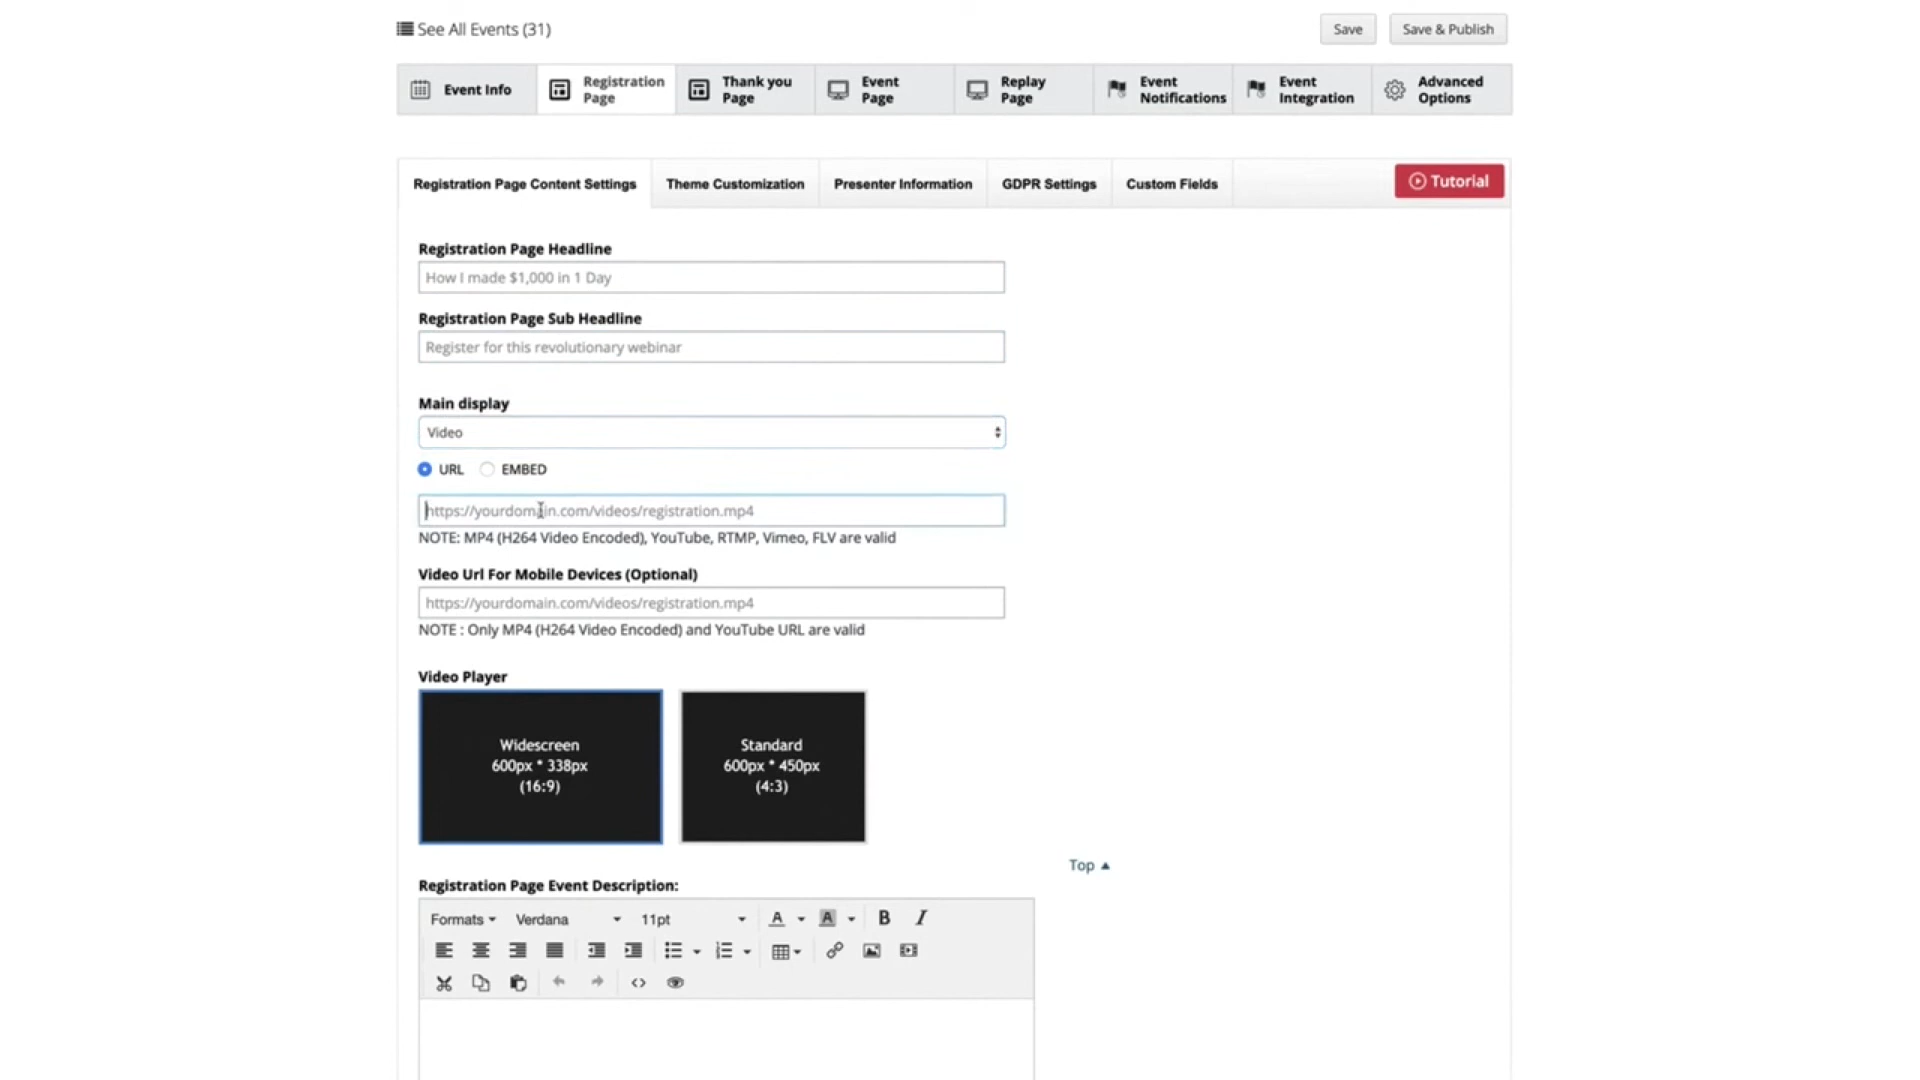 See All Events (31)
Save
Save & Publish
Event Info
Registration
Page
Thank you
Page
Event
Page
Replay
Page
Event
Notifications
Event
Integration
Advanced
Options
Registration Page Content Settings
Theme Customization
Presenter Information
GDPR Settings
Custom Fields
Tutorial
Registration Page Headline
How I made $1,000 in 1 Day
Registration Page Sub Headline
Register for this revolutionary webinar
Main display
Video
URL
EMBED
https://yourdomain.com/videos/registration.mp4
NOTE: MP4 (H264 Video Encoded), YouTube, RTMP, Vimeo, FLV are valid
Video Url For Mobile Devices (Optional)
https://yourdomain.com/videos/registration.mp4
NOTE : Only MP4 (H264 Video Encoded) and YouTube URL are valid
Video Player
Widescreen
600px * 338px
(16:9)
Standard
600px * 450px
(4:3)
Top
Registration Page Event Description:
Formats
Verdana
11pt
A
A
B
I